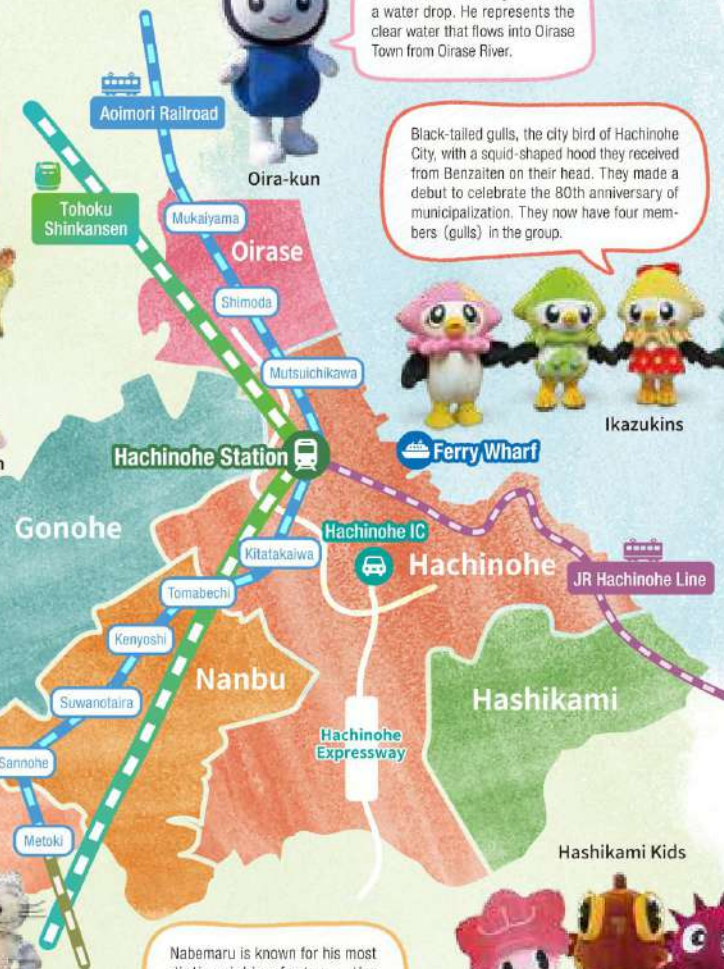 a water drop. He represents the
clear water that flows into Oirase
Town from Oirase River.
Aoimori Railroad
Oira-kun
Black-tailed gulls, the city bird of Hachinohe
City, with a squid-shaped hood they received
from Benzaiten on their head. They made a
debut to celebrate the 80th anniversary of
municipalization. They now have four mem-
bers (gulls) in the group.
Tohoku
Shinkansen
Mukaiyama
Oirase
Shimoda
Mutsuichikawa
Ikazukins
Hachinohe Station
Ferry Wharf
Gonohe
Hachinohe IC
Kitatakaiwa
Hachinohe
JR Hachinohe Line
Tomabechi
Kenyoshi
Nanbu
Hashikami
Suwanotaira
Hachinohe
Expressway
Sannohe
Metoki
Hashikami Kids
Nabemaru is known for his most